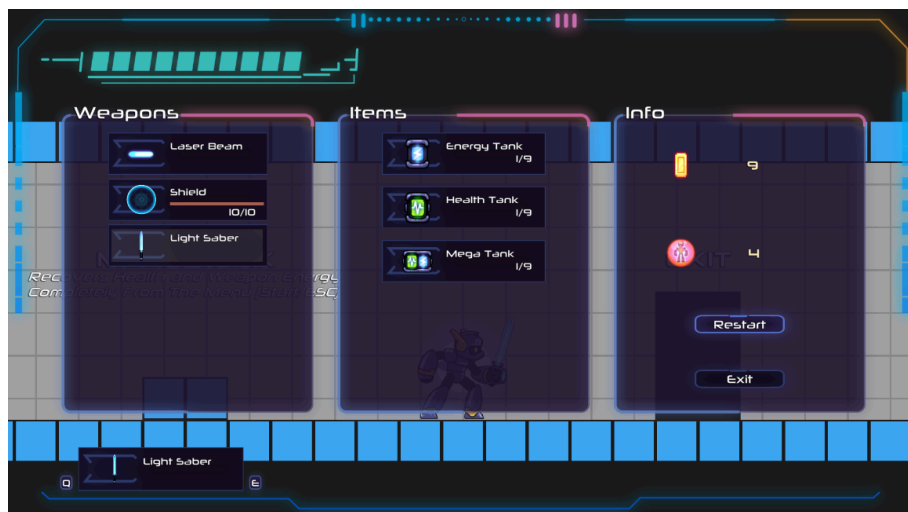 Weapons
Laser Beam
Shield
10/10
Light Saber
Items
Energy Tank
1/9
Health Tank
1/9
Mega Tank
1/9
Info
9
4
Restart
Exit
EXIT
Light Saber
Q
E